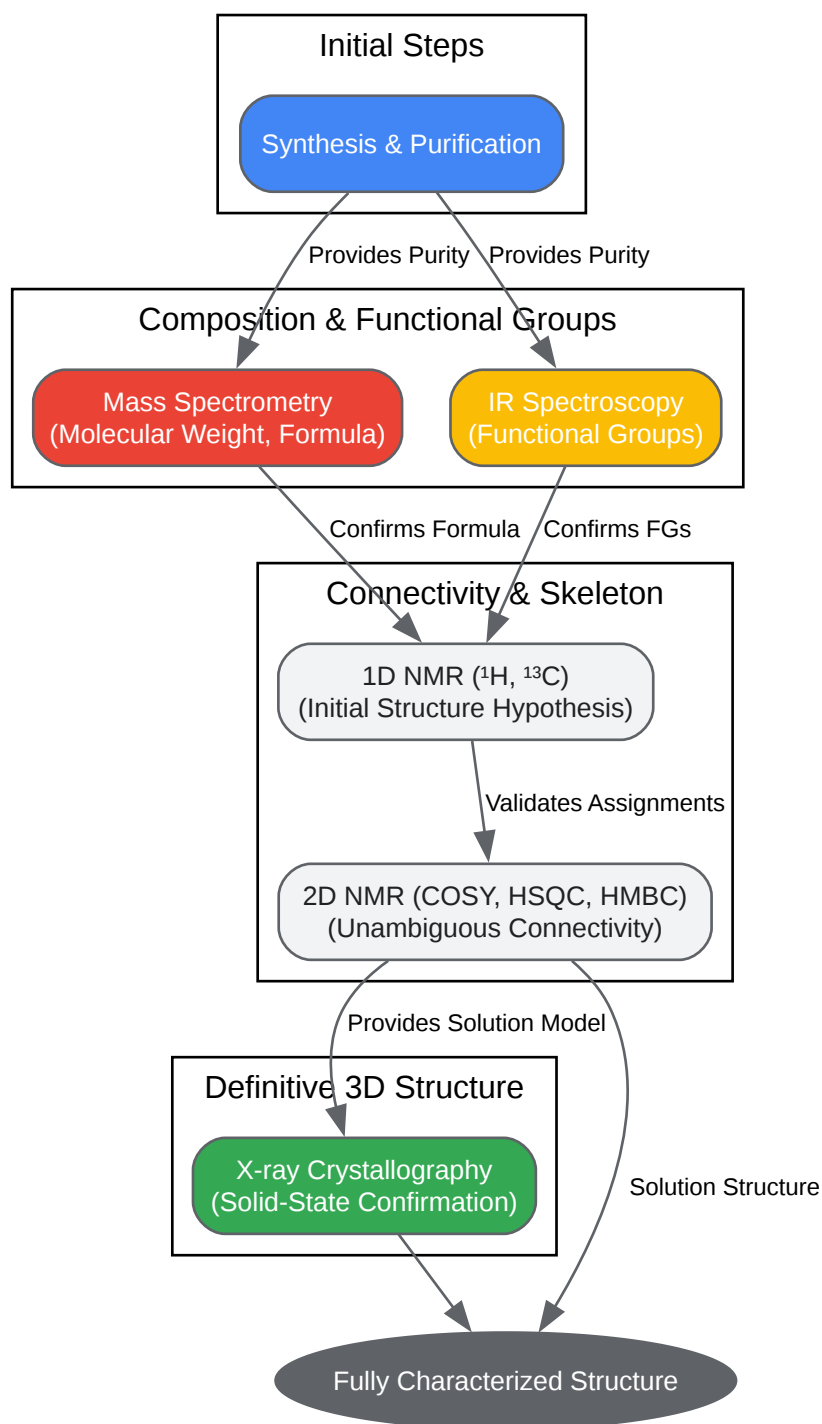 Initial Steps
Synthesis & Purification
Provides Purity
Provides Purity
Composition & Functional Groups
Mass Spectrometry
(Molecular Weight, Formula)
IR Spectroscopy
(Functional Groups)
Confirms Formula
Confirms FGs
Connectivity & Skeleton
1D NMR (¹H, ¹³C)
(Initial Structure Hypothesis)
Validates Assignments
2D NMR (COSY, HSQC, HMBC)
(Unambiguous Connectivity)
Provides Solution Model
Definitive 3D Structure
X-ray Crystallography
(Solid-State Confirmation)
Solution Structure
Fully Characterized Structure